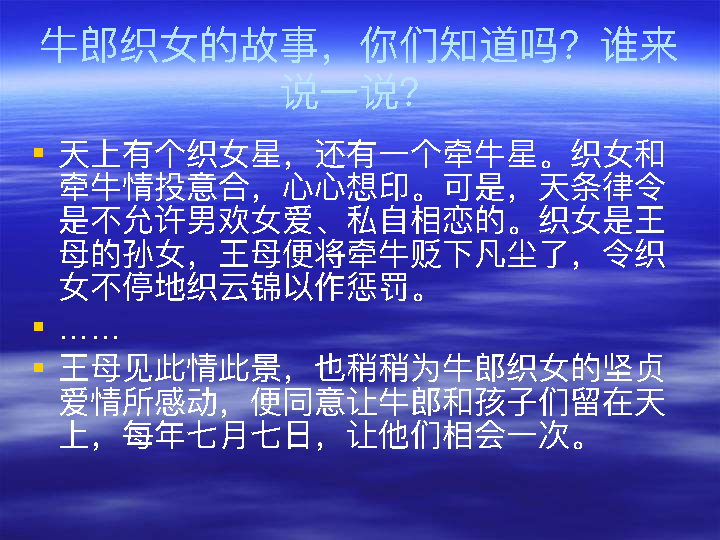 牛郎织女的故事，你们知道吗？谁来
说一说？
天上有个织女星，还有一个牵牛星。织女和
牵牛情投意合，心心想印。可是，天条律令
是不允许男欢女爱、私自相恋的。织女是王
母的孙女，王母便将牵牛贬下凡尘了，令织
女不停地织云锦以作惩罚。
……
王母见此情此景，也稍稍为牛郎织女的坚贞
爱情所感动，便同意让牛郎和孩子们留在天
上，每年七月七日，让他们相会一次。